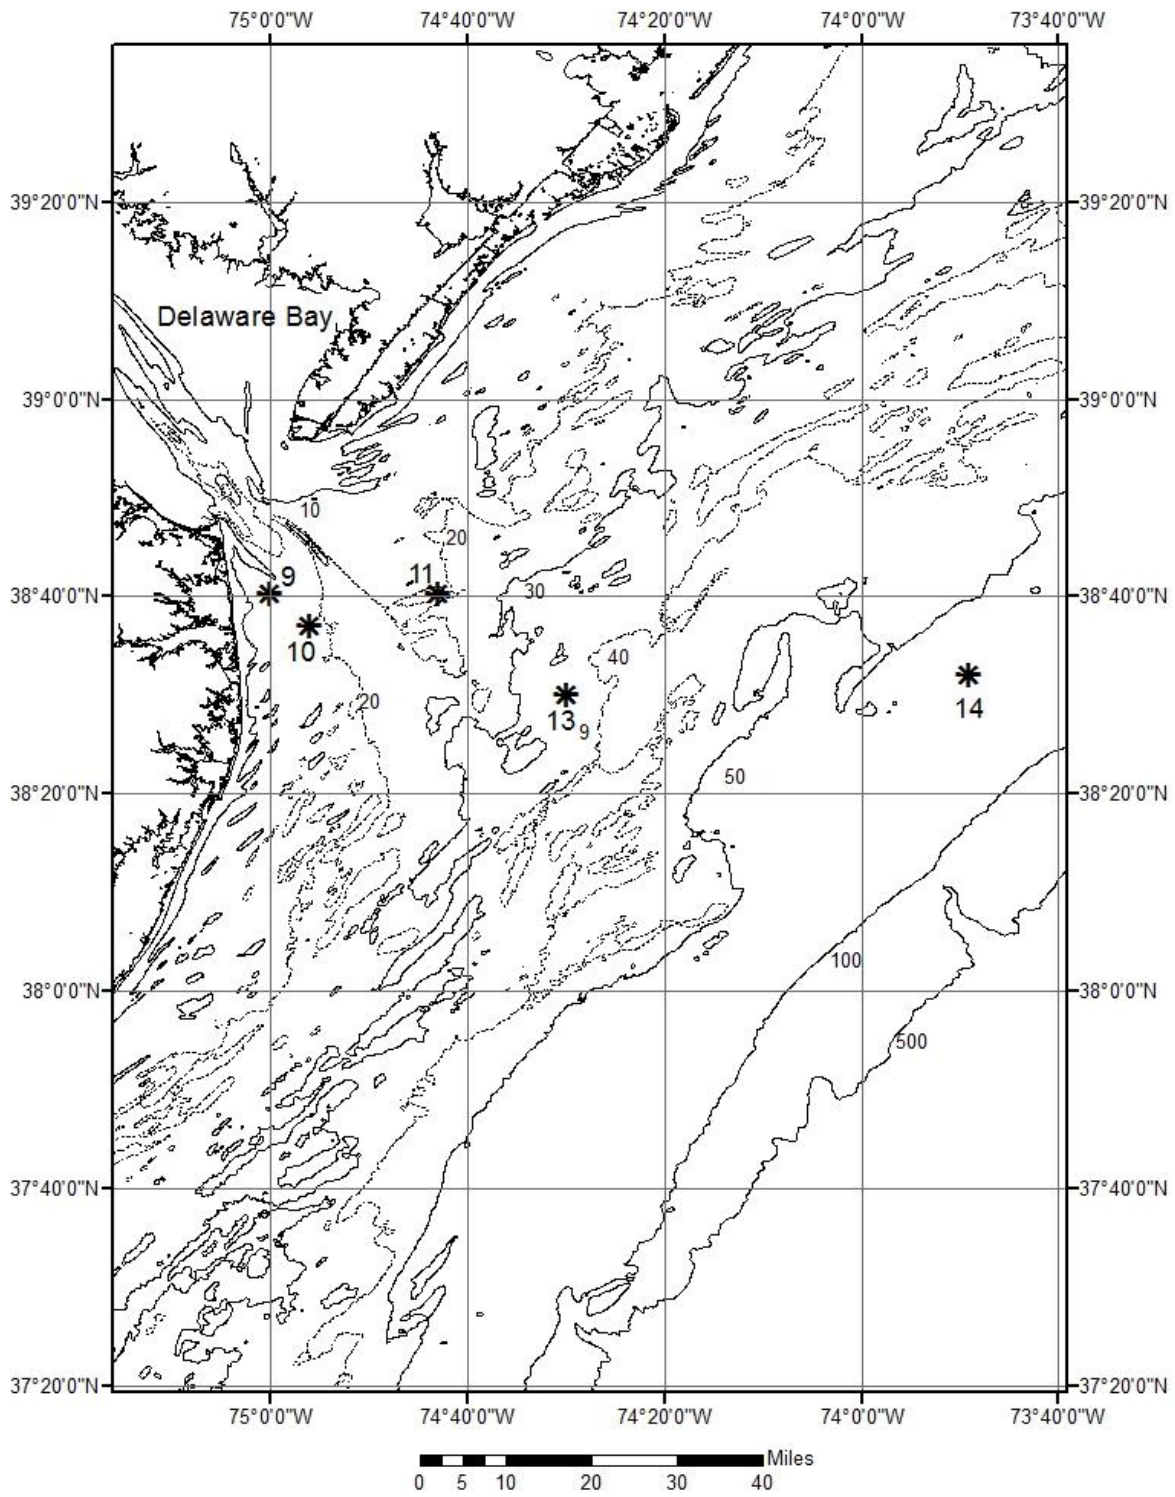 75°0'0"W 74°40'0"W 74°20'0"W 74°0'0"W 73°40'0"W
39°20'0"N 39°20'0"N
Delaware Bay
39°0'0"N 39°0'0"N
10
20
9
11
38°40'0"N 30 38°40'0"N
10 40
20 13 9 14
50
38°20'0"N 38°20'0"N
100
38°0'0"N 38°0'0"N
500
37°40'0"N 37°40'0"N
37°20'0"N 37°20'0"N
75°0'0"W 74°40'0"W 74°20'0"W 74°0'0"W 73°40'0"W
Miles
0 5 10 20 30 40